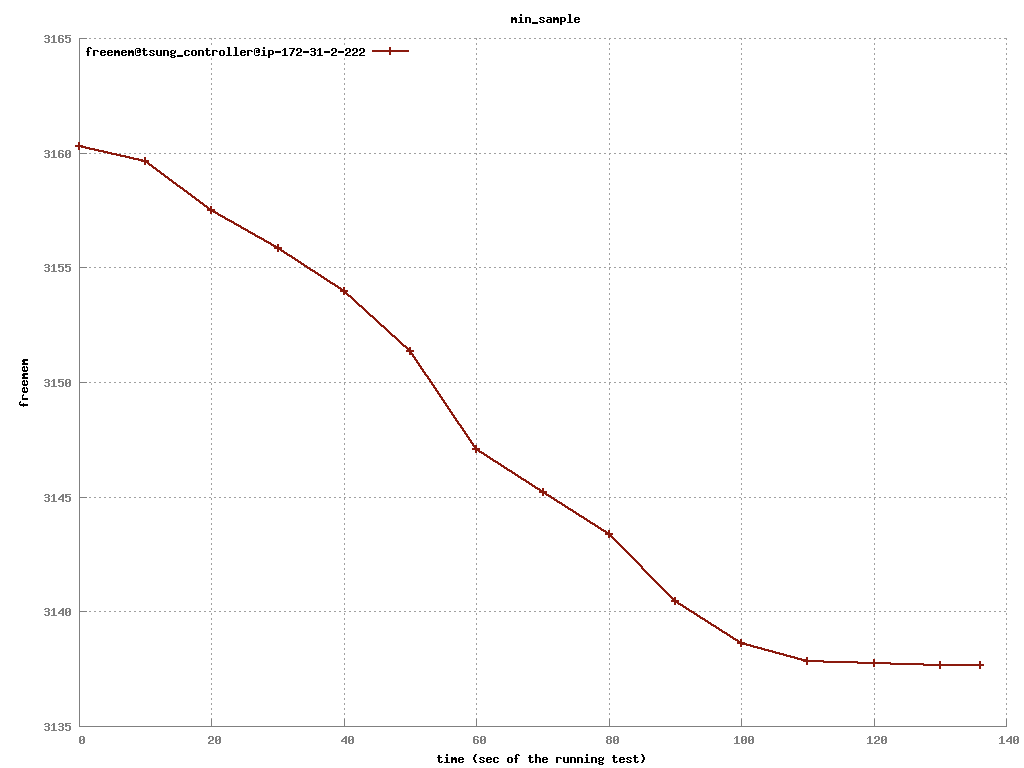 min_sample
3165
freemem@tsung_controller@ip-172-31-2-222
3160
3155
3150
freemem
3145
3140
3135
0 20 40 60 80 100 120 140
time (sec of the running test)